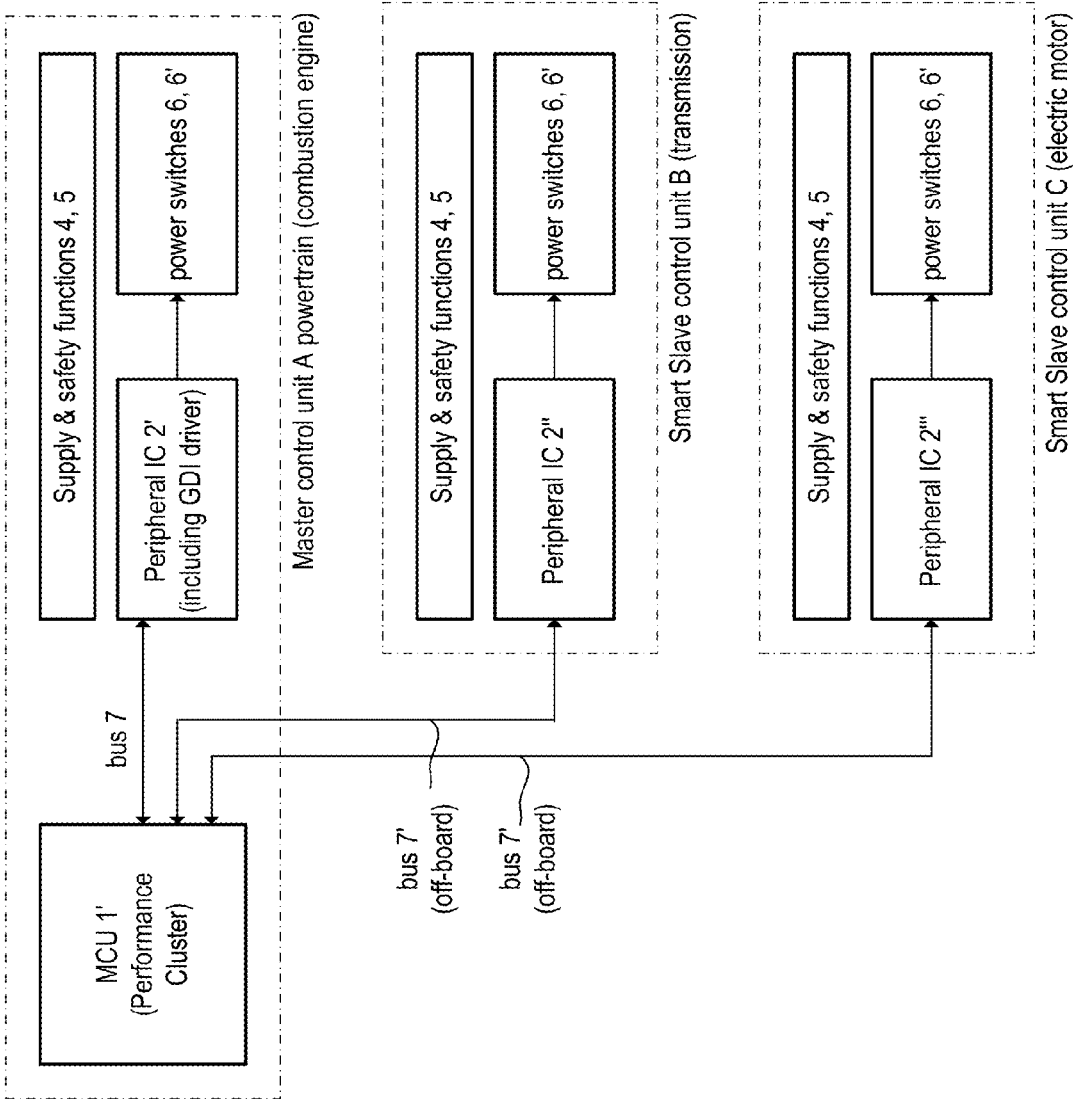 MCU 1'
(Performance
Cluster)
bus 7
Supply & safety functions 4, 5
Peripheral IC 2'
(including GDI driver)
power switches 6, 6'
Master control unit A powertrain (combustion engine)
bus 7'
(off-board)
bus 7'
(off-board)
Supply & safety functions 4, 5
Peripheral IC 2"
power switches 6, 6'
Smart Slave control unit B (transmission)
Supply & safety functions 4, 5
Peripheral IC 2'"
power switches 6, 6'
Smart Slave control unit C (electric motor)